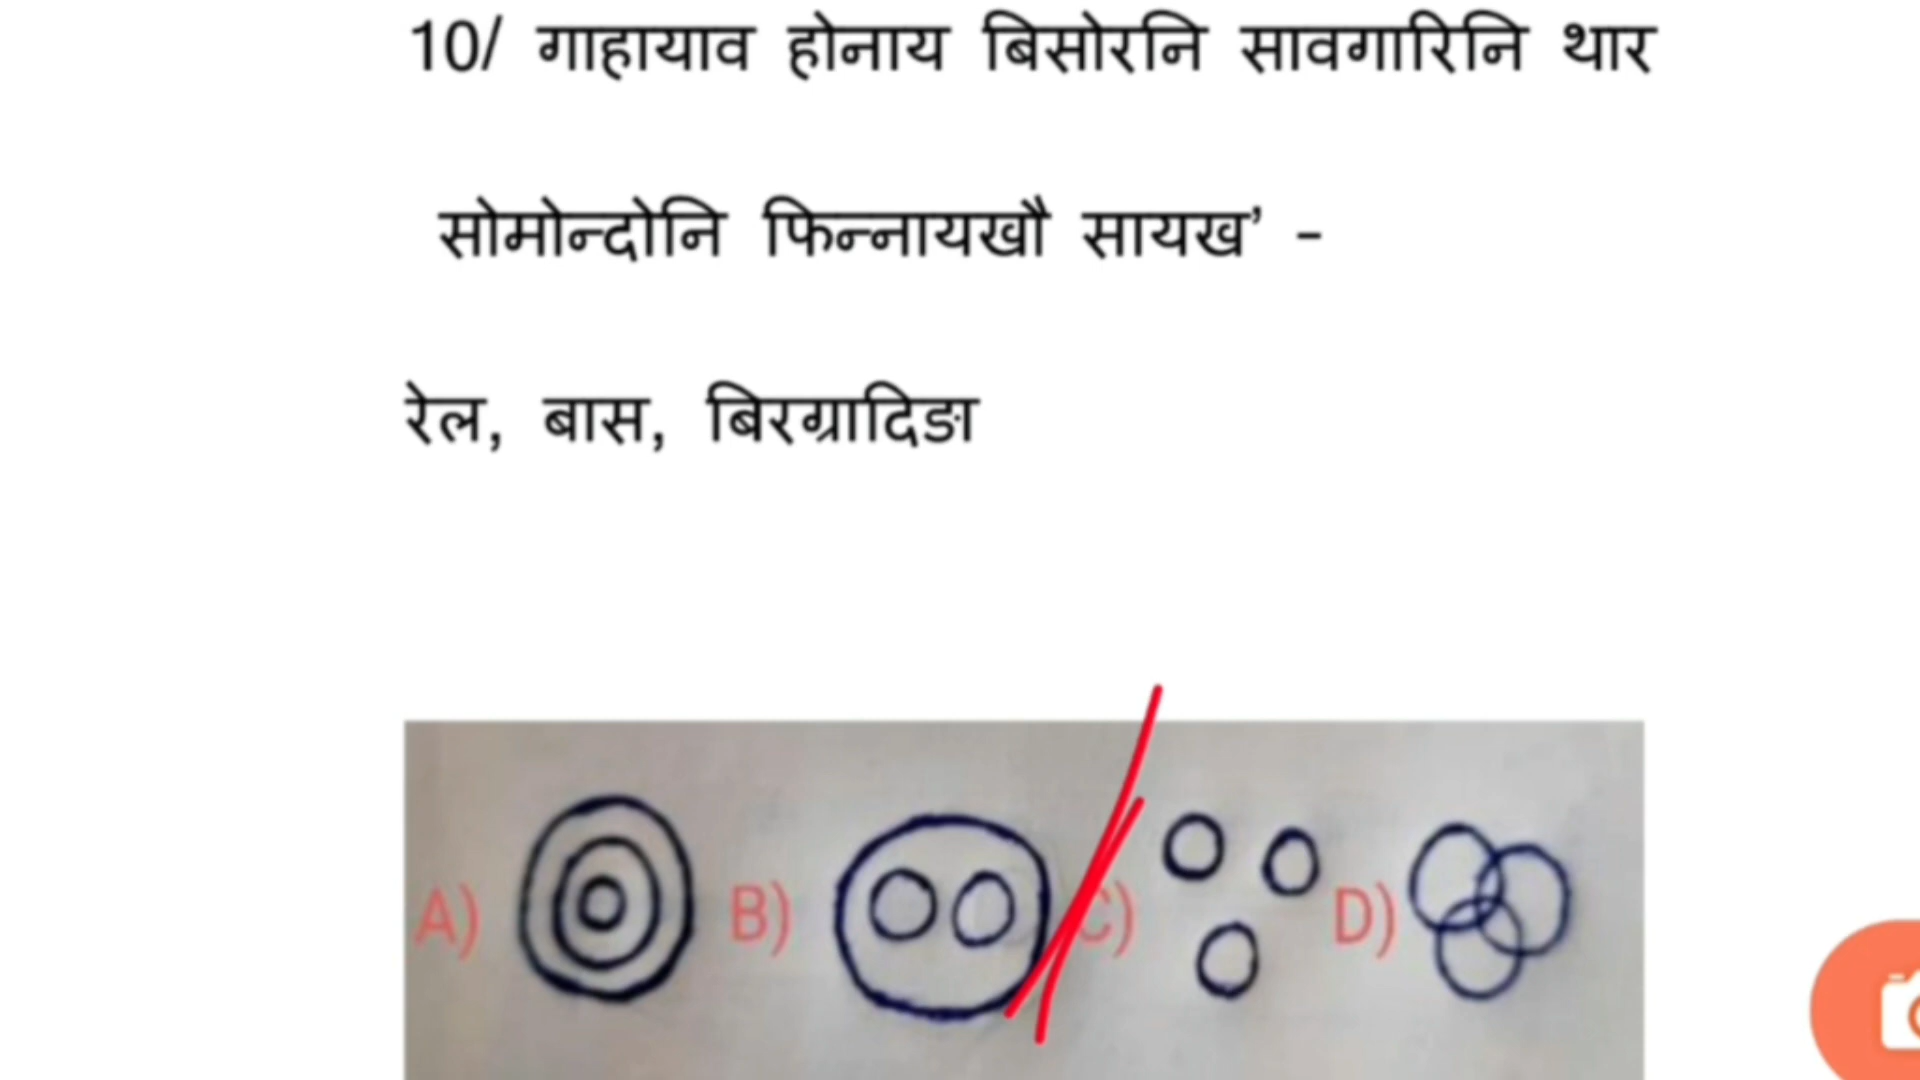 10/ गाहायाव होनाय बिसोरनि सावगारिनि थार
सोमोन्दोनि फिन्नायखौ सायख’ –
रेल, बास, बिरग्रादिङा
A) B) C) D)